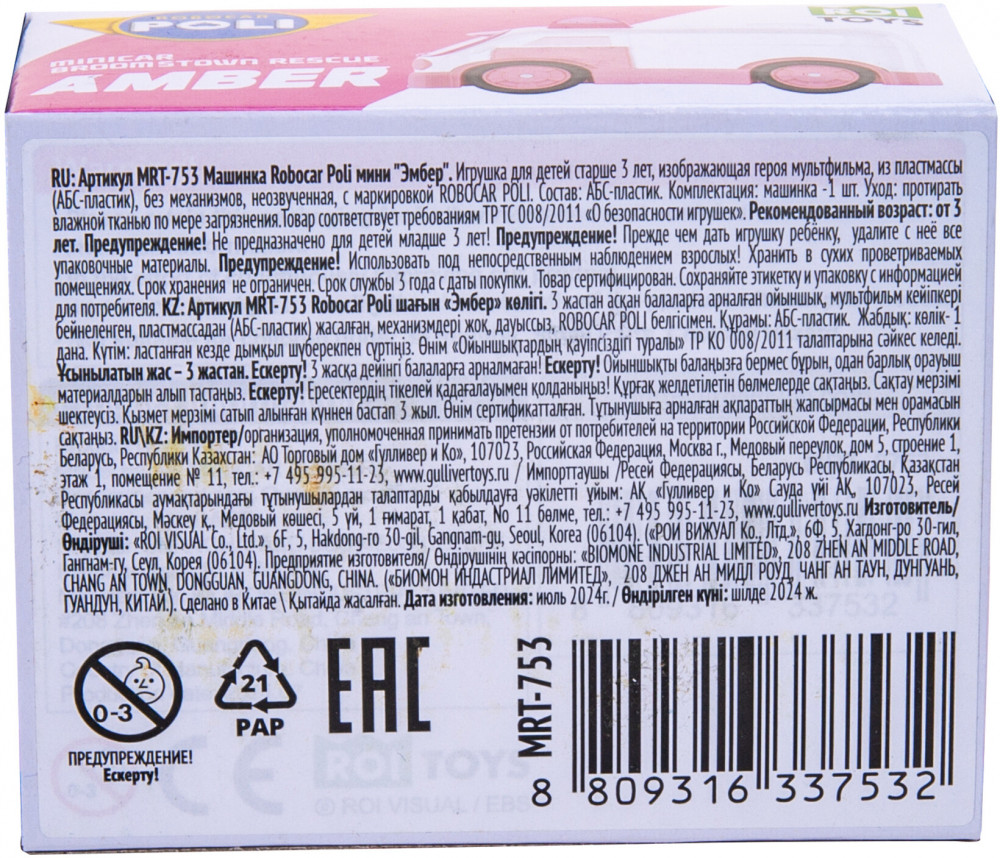 ROBOCAR
POLI
ROI
TOYS
MINICAR
BROOMSTOWN RESCUE
AMBER
RU: Артикул MRT-753 Машинка Robocar Poli мини "Эмбер". Игрушка для детей старше 3 лет, изображающая героя мультфильма, из пластмассы
(АБС-пластик), без механизмов, неозвученная, с маркировкой ROBOCAR POLI. Состав: АБС-пластик. Комплектация: машинка -1 шт. Уход: протирать
влажной тканью по мере загрязнения.Товар соответствует требованиям ТР ТС 008/2011 «О безопасности игрушек». Рекомендованный возраст: от 3
лет. Предупреждение! Не предназначено для детей младше 3 лет! Предупреждение! Прежде чем дать игрушку ребёнку, удалите с неё все
упаковочные материалы. Предупреждение! Использовать под непосредственным наблюдением взрослых! Хранить в сухих проветриваемых
помещениях. Срок хранения не ограничен. Срок службы 3 года с даты покупки. Товар сертифицирован. Сохраняйте этикетку и упаковку с информацией
для потребителя. KZ: Артикул MRT-753 Robocar Poli шағын «Эмбер» көлігі. 3 жастан асқан балаларға арналған ойыншық, мультфильм кейіпкері
бейнеленген, пластмассадан (АБС-пластик) жасалған, механизмдері жоқ, дауыссыз, ROBOCAR POLI белгісімен. Құрамы: АБС-пластик. Жабдық: көлік- 1
дана. Күтім: ластанған кезде дымқыл шүберекпен сүртіңіз. Өнім «Ойыншықтардың қауіпсіздігі туралы» ТР КО 008/2011 талаптарына сәйкес келеді.
Ұсынылатын жас – 3 жастан. Ескерту! 3 жасқа дейінгі балаларға арналмаған! Ескерту! Ойыншықты балаңызға бермес бұрын, одан барлық орауыш
материалдарын алып тастаңыз. Ескерту! Ересектердің тікелей қадағалауымен қолданыңыз! Құрғақ желдетілетін бөлмелерде сақтаңыз. Сақтау мерзімі
шектеусіз. Қызмет мерзімі сатып алынған күннен бастап 3 жыл. Өнім сертификатталған. Тұтынушыға арналған ақпараттың жапсырмасы мен орамасын
сақтаңыз. RU\KZ: Импортер/организация, уполномоченная принимать претензии от потребителей на территории Российской Федерации, Республики
Беларусь, Республики Казахстан: АО Торговый дом «Гулливер и Ко», 107023, Российская Федерация, Москва г., Медовый переулок, дом 5, строение 1,
этаж 1, помещение № 11, тел.: +7 495 995-11-23, www.gullivertoys.ru / Импорттаушы /Ресей Федерациясы, Беларусь Республикасы, Қазақстан
Республикасы аумақтарындағы тұтынушылардан талаптарды қабылдауға уәкілетті ұйым: АҚ «Гулливер и Ко» Сауда үйі АҚ, 107023, Ресей
Федерациясы, Мәскеу қ., Медовый көшесі, 5 үй, 1 ғимарат, 1 қабат, No 11 бөлме, тел.: +7 495 995-11-23, www.gullivertoys.ru Изготовитель/
Өндіруші: «ROI VISUAL Co., Ltd.», 6F, 5, Hakdong-ro 30-gil, Gangnam-gu, Seoul, Korea (06104). («РОИ ВИЖУАЛ Ко., Лтд.», 6Ф, 5, Хагдонг-ро 30-гил,
Гангнам-гу, Сеул, Корея (06104). Предприятие изготовителя/ Өндірушінің кәсіпорны: «BIOMONE INDUSTRIAL LIMITED», 208 ZHEN AN MIDDLE ROAD,
CHANG AN TOWN, DONGGUAN, GUANGDONG, CHINA. («БИОМОН ИНДАСТРИАЛ ЛИМИТЕД», 208 ДЖЕН АН МИДЛ РОУД, ЧАНГ АН ТАУН, ДУНГУАНЬ,
ГУАНДУН, КИТАЙ.). Сделано в Китае \ Қытайда жасалған. Дата изготовления: июль 2024г. / Өндірілген күні: шілде 2024 ж.
0-3
ПРЕДУПРЕЖДЕНИЕ!
Ескерту!
21
PAP
EAC
MRT-753
8 809316 337532
CE
ROI TOYS
ROI VISUAL / EBS